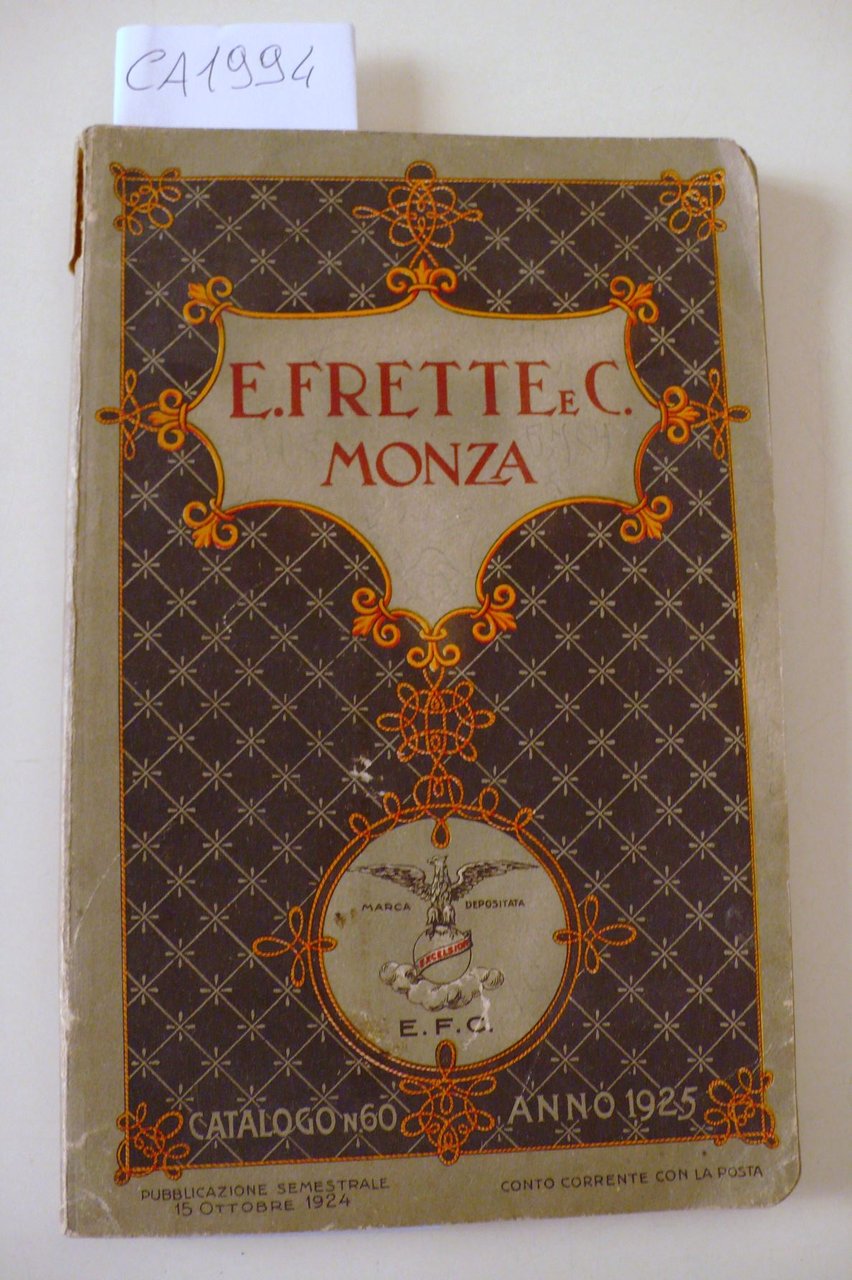 CA1994
E. FRETTE E C.
MONZA
MARCA DEPOSITATA
EXCELSIOR
E. F. C.
CATALOGO N60 ANNO 1925
PUBBLICAZIONE SEMESTRALE
15 OTTOBRE 1924
CONTO CORRENTE CON LA POSTA